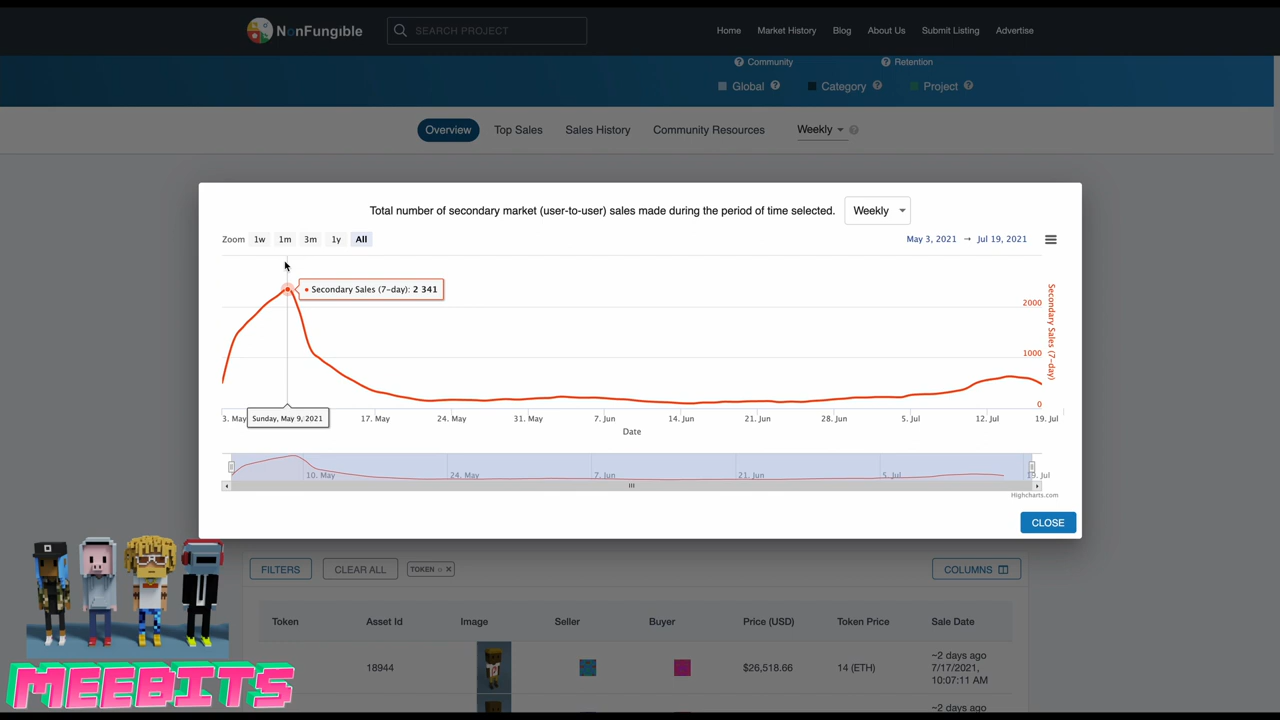 NonFungible
SEARCH PROJECT
Home
Market History
Blog
About Us
Submit Listing
Advertise
Community
Retention
Global
Category
Project
Overview
Top Sales
Sales History
Community Resources
Weekly
Total number of secondary market (user-to-user) sales made during the period of time selected.
Weekly
Zoom 1w 1m 3m 1y All
May 3, 2021 → Jul 19, 2021
Secondary Sales (7-day): 2 341
2000
1000
0
Secondary Sales (7-day)
3. May
Sunday, May 9, 2021
17. May
24. May
31. May
7. Jun
14. Jun
21. Jun
28. Jun
5. Jul
12. Jul
19. Jul
Date
10. May
24. May
7. Jun
21. Jun
5. Jul
19. Jul
Highcharts.com
CLOSE
FILTERS
CLEAR ALL
TOKEN = ×
COLUMNS
Token
Asset Id
Image
Seller
Buyer
Price (USD)
Token Price
Sale Date
18944
$26,518.66
14 (ETH)
~2 days ago
7/17/2021,
10:07:11 AM
~2 days ago
MEEBITS